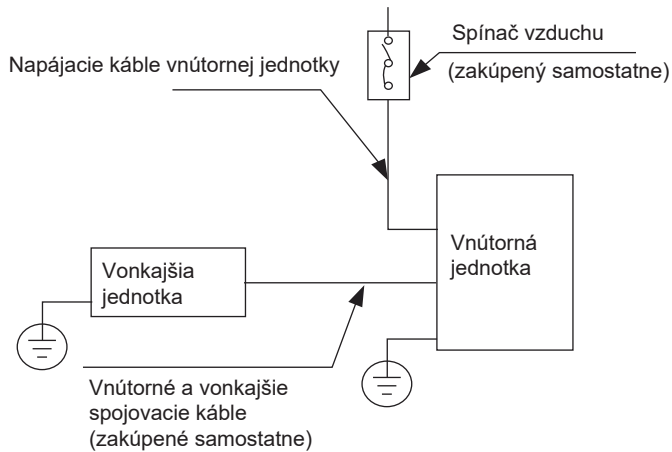 Spínač vzduchu
(zakúpený samostatne)
Napájacie káble vnútornej jednotky
Vnútorná
jednotka
Vonkajšia
jednotka
Vnútorné a vonkajšie
spojovacie káble
(zakúpené samostatne)